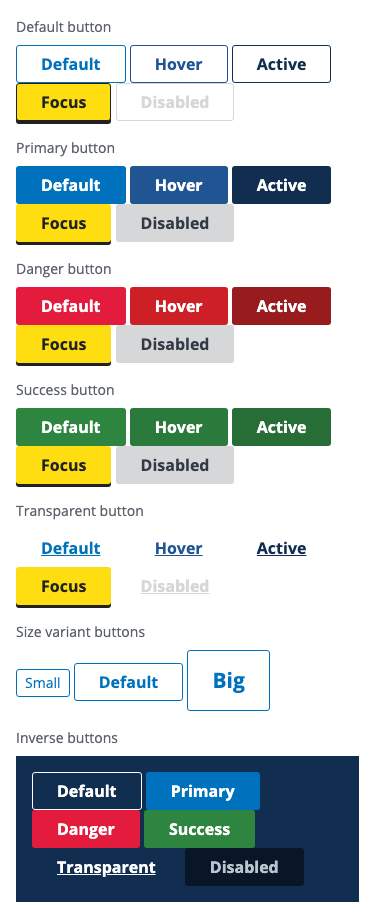 Default button
Default Hover Active
Focus Disabled
Primary button
Default Hover Active
Focus Disabled
Danger button
Default Hover Active
Focus Disabled
Success button
Default Hover Active
Focus Disabled
Transparent button
Default Hover Active
Focus Disabled
Size variant buttons
Small Default Big
Inverse buttons
Default Primary
Danger Success
Transparent Disabled